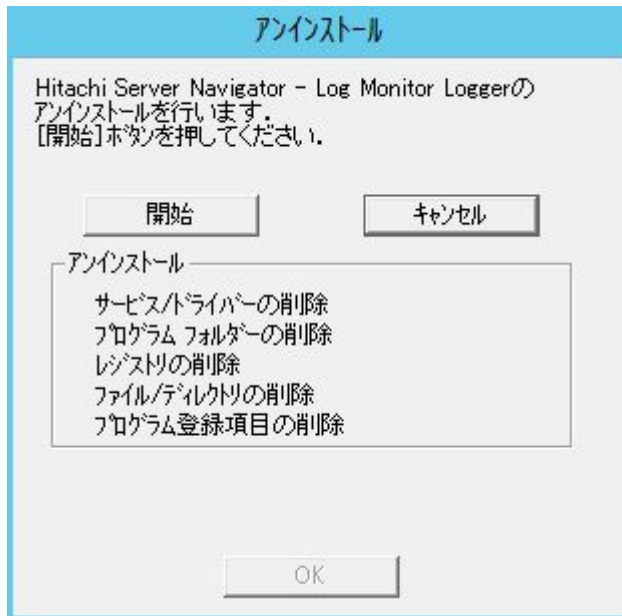 アンインストール
Hitachi Server Navigator - Log Monitor Loggerの
アンインストールを行います.
[開始]ボタンを押してください.
開始 キャンセル
アンインストール
サービス/ドライバーの削除
プログラム フォルダーの削除
レジストリの削除
ファイル/ディレクトリの削除
プログラム登録項目の削除
OK